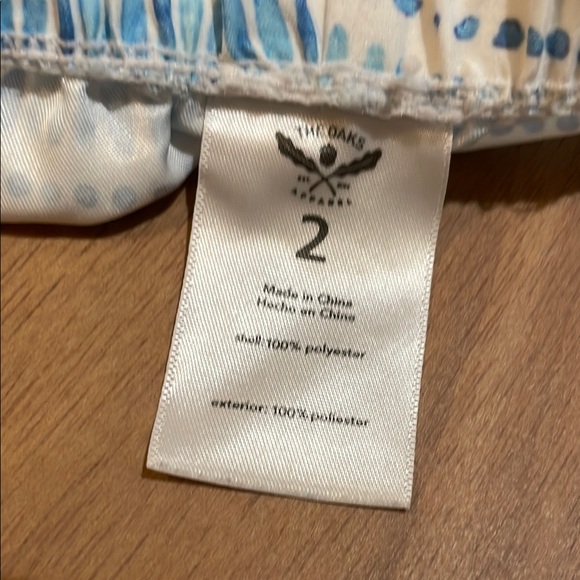 THE OAKS
APPAREL
2
Made in China
Hecho en China
shell:100% polyester
exterior: 100% poliester